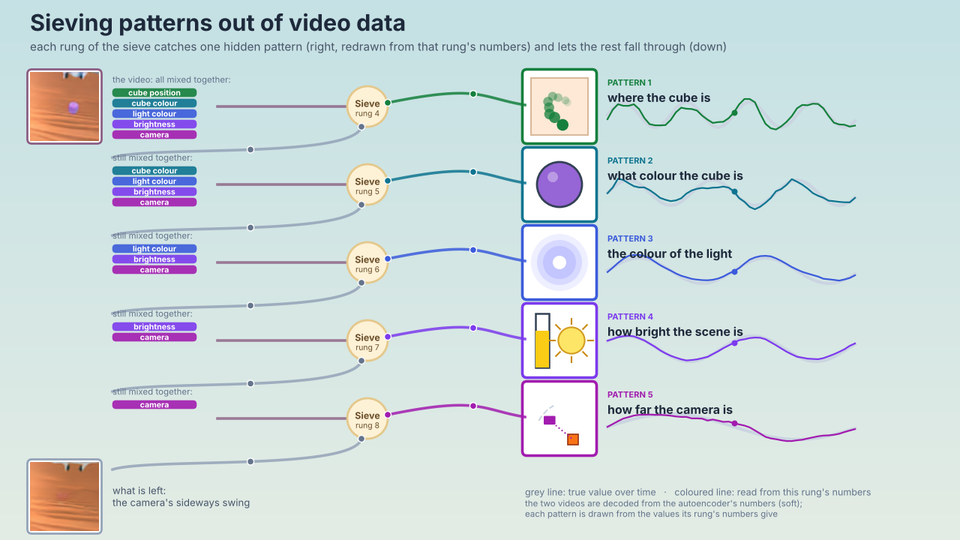 Sieving patterns out of video data
each rung of the sieve catches one hidden pattern (right, redrawn from that rung's numbers) and lets the rest fall through (down)
the video: all mixed together:
cube position
cube colour
light colour
brightness
camera
Sieve
rung 4
PATTERN 1
where the cube is
still mixed together:
cube colour
light colour
brightness
camera
Sieve
rung 5
PATTERN 2
what colour the cube is
still mixed together:
light colour
brightness
camera
Sieve
rung 6
PATTERN 3
the colour of the light
still mixed together:
brightness
camera
Sieve
rung 7
PATTERN 4
how bright the scene is
still mixed together:
camera
Sieve
rung 8
PATTERN 5
how far the camera is
what is left:
the camera's sideways swing
grey line: true value over time · coloured line: read from this rung's numbers
the two videos are decoded from the autoencoder's numbers (soft);
each pattern is drawn from the values its rung's numbers give